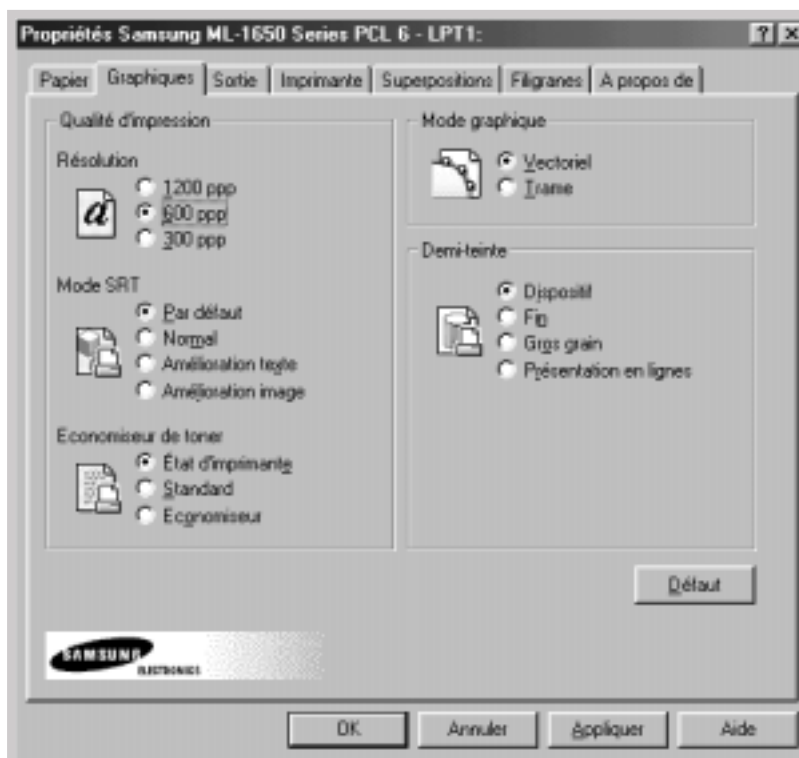 Propriétés Samsung ML-1650 Series PCL 6 - LPT1:
Papier Graphiques Sortie Imprimante Superpositions Filigranes A propos de
Qualité d'impression
Résolution
1200 ppp
600 ppp
300 ppp
Mode SRT
Par défaut
Normal
Amélioration texte
Amélioration image
Economiseur de toner
État d'imprimante
Standard
Economiseur
Mode graphique
Vectoriel
Trame
Demi-teinte
Dispositif
Fin
Gros grain
Présentation en lignes
Défaut
SAMSUNG
ELECTRONICS
OK Annuler Appliquer Aide